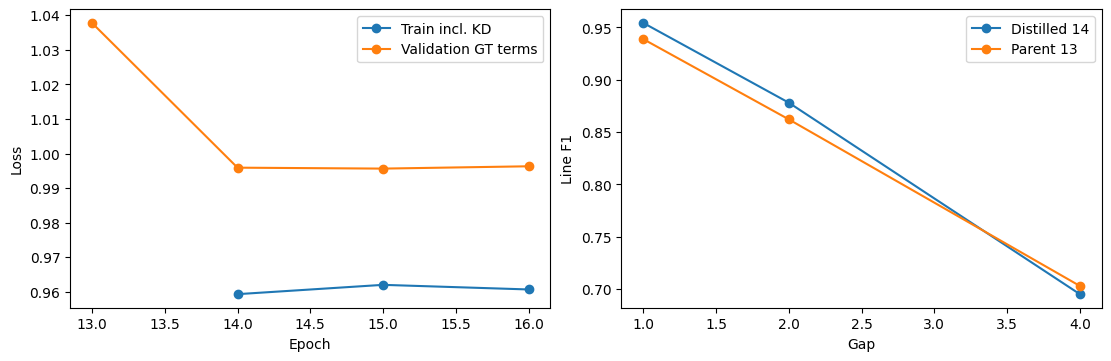 1.04
1.03
1.02
1.01
1.00
0.99
0.98
0.97
0.96
Loss
13.0 13.5 14.0 14.5 15.0 15.5 16.0
Epoch
Train incl. KD
Validation GT terms
0.95
0.90
0.85
0.80
0.75
0.70
Line F1
1.0 1.5 2.0 2.5 3.0 3.5 4.0
Gap
Distilled 14
Parent 13